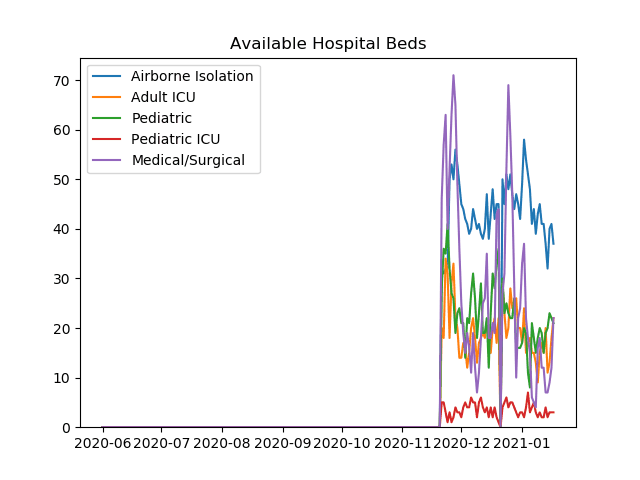 Available Hospital Beds
Airborne Isolation
Adult ICU
Pediatric
Pediatric ICU
Medical/Surgical
70
60
50
40
30
20
10
0
2020-06 2020-07 2020-08 2020-09 2020-10 2020-11 2020-12 2021-01